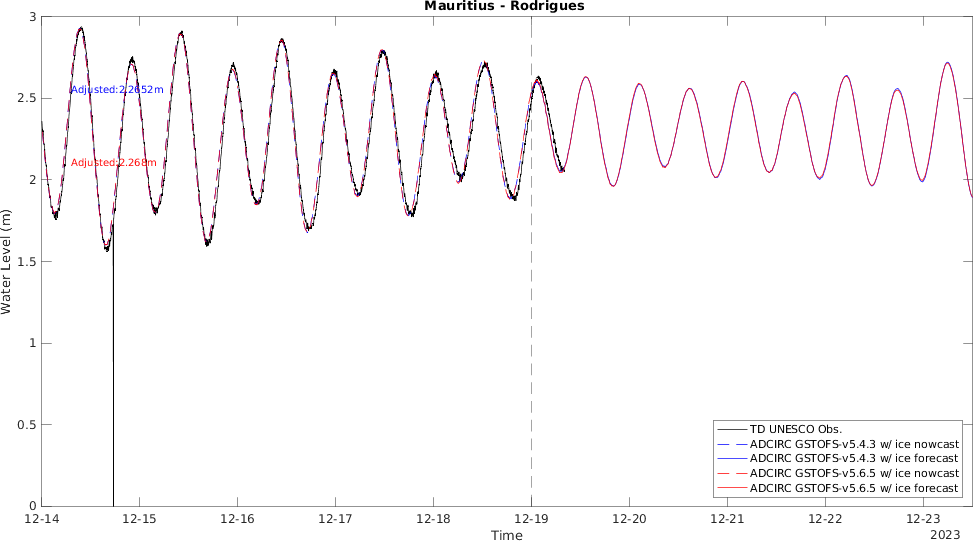 Mauritius - Rodrigues
3
2.5
2
1.5
1
0.5
0
Water Level (m)
Adjusted:2.2652m
Adjusted:2.268m
TD UNESCO Obs.
ADCIRC GSTOFS-v5.4.3 w/ ice nowcast
ADCIRC GSTOFS-v5.4.3 w/ ice forecast
ADCIRC GSTOFS-v5.6.5 w/ ice nowcast
ADCIRC GSTOFS-v5.6.5 w/ ice forecast
12-14 12-15 12-16 12-17 12-18 12-19 12-20 12-21 12-22 12-23
Time
2023